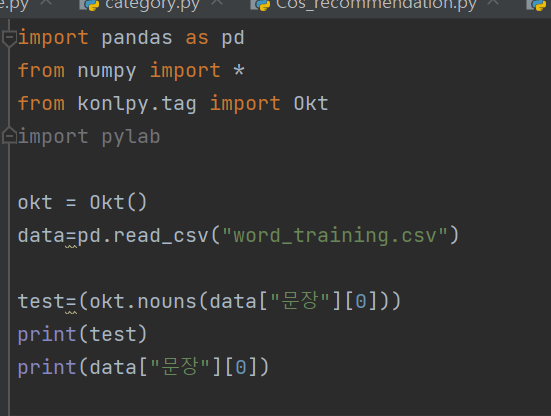 category.py
Cos_recommendation.py
import pandas as pd
from numpy import *
from konlpy.tag import Okt
import pylab
okt = Okt()
data=pd.read_csv("word_training.csv")
test=(okt.nouns(data["문장"][0]))
print(test)
print(data["문장"][0])